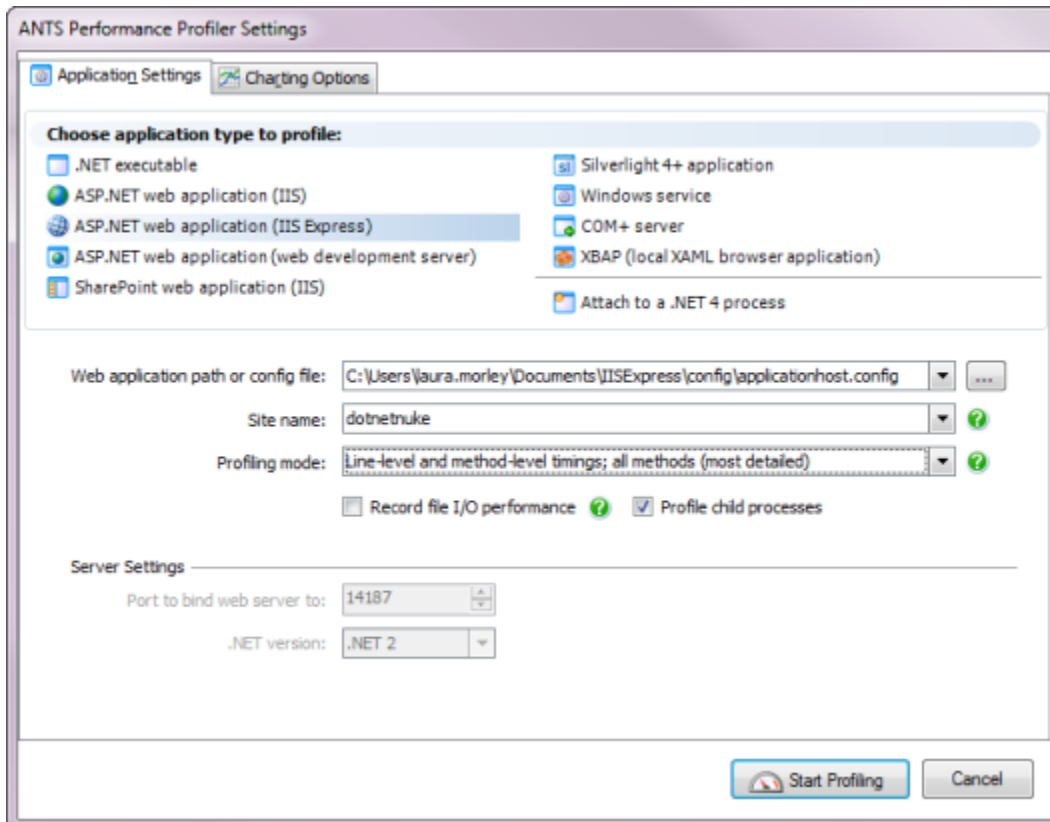 ANTS Performance Profiler Settings
Application Settings
Charting Options
Choose application type to profile:
.NET executable
ASP.NET web application (IIS)
ASP.NET web application (IIS Express)
ASP.NET web application (web development server)
SharePoint web application (IIS)
Silverlight 4+ application
Windows service
COM+ server
XBAP (local XAML browser application)
Attach to a .NET 4 process
Web application path or config file: C:\Users\laura.morley\Documents\IISExpress\config\applicationhost.config ...
Site name: dotnetnuke ?
Profiling mode: Line-level and method-level timings; all methods (most detailed) ?
Record file I/O performance ? Profile child processes
Server Settings
Port to bind web server to: 14187
.NET version: .NET 2
Start Profiling Cancel